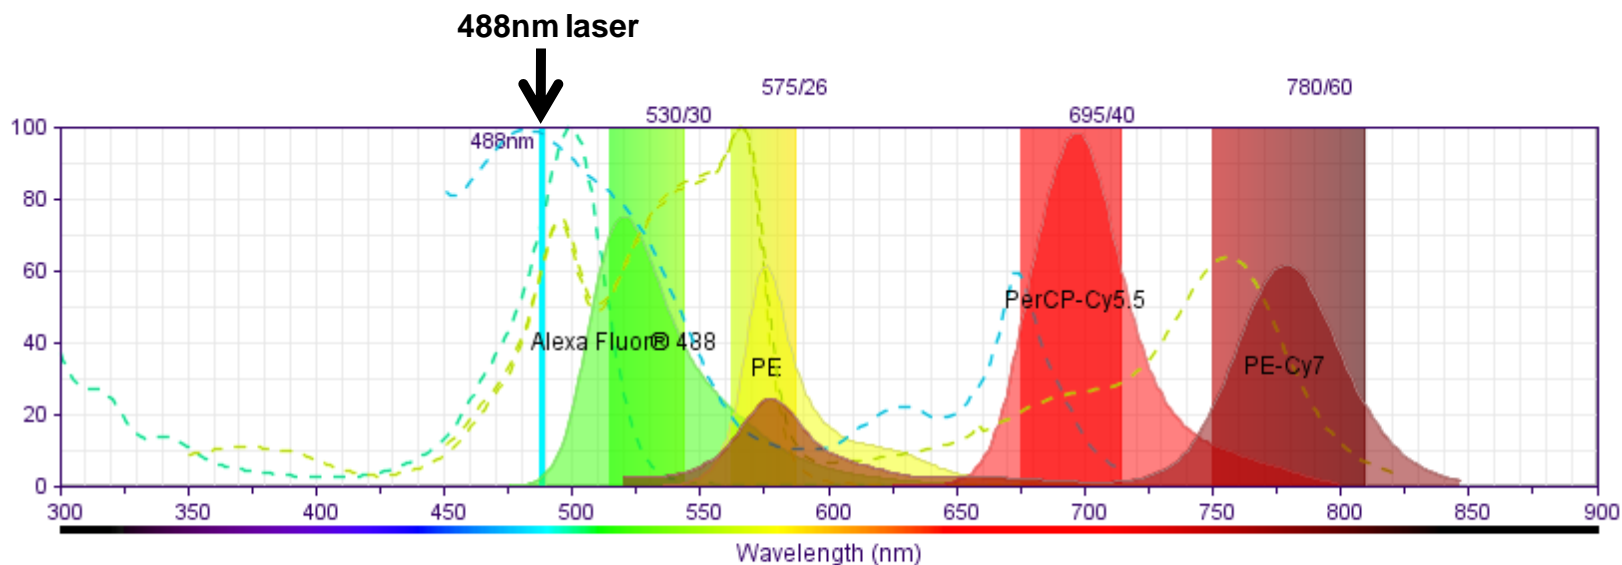 488nm laser
575/26
780/60
530/30
695/40
100
488nm
80
60
PerCP-Cy5.5
40
Alexa Fluor® 488
PE
PE-Cy7
20
0
300 350 400 450 500 550 600 650 700 750 800 850 900
Wavelength (nm)